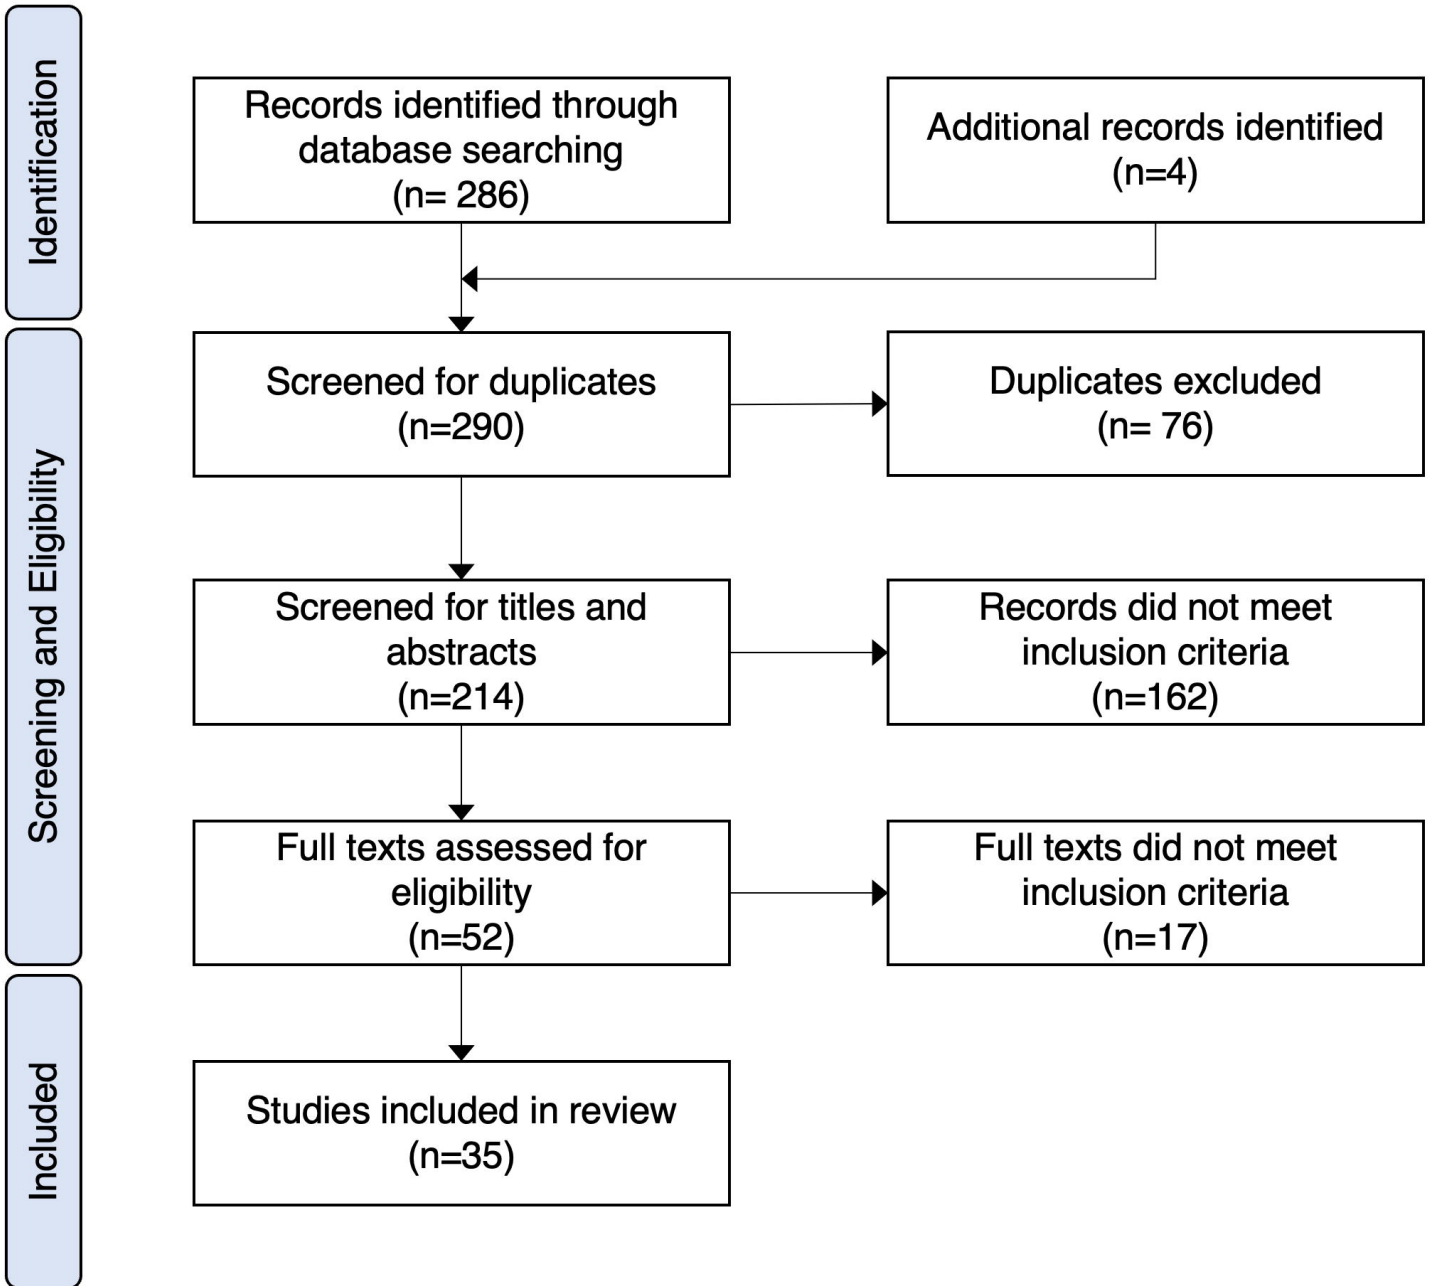 Identification
Records identified through
database searching
(n= 286)
Additional records identified
(n=4)
Screening and Eligibility
Screened for duplicates
(n=290)
Duplicates excluded
(n= 76)
Screened for titles and
abstracts
(n=214)
Records did not meet
inclusion criteria
(n=162)
Full texts assessed for
eligibility
(n=52)
Full texts did not meet
inclusion criteria
(n=17)
Included
Studies included in review
(n=35)